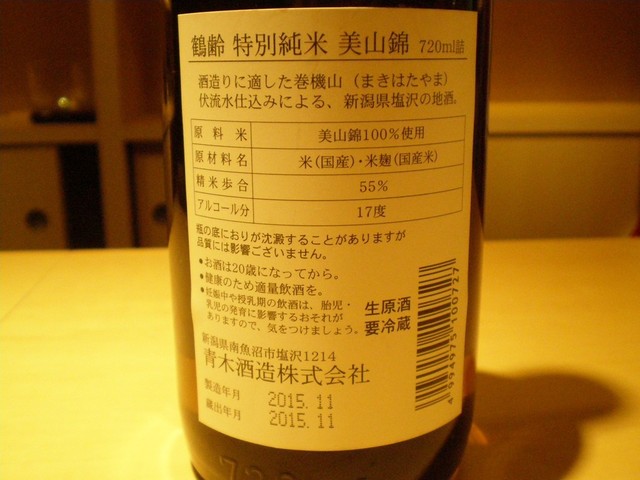 鶴齢 特別純米 美山錦 720ml詰
酒造りに適した巻機山(まきはたやま)
伏流水仕込みによる、新潟県塩沢の地酒。
原料米 美山錦100%使用
原材料名 米(国産)・米麹(国産米)
精米歩合 55%
アルコール分 17度
瓶の底におりが沈澱することがありますが
品質には影響ございません。
●お酒は20歳になってから。
●健康のため適量飲酒を。
●妊娠中や授乳期の飲酒は、胎児・
乳児の発育に影響するおそれが
ありますので、気をつけましょう。
生原酒
要冷蔵
新潟県南魚沼市塩沢1214
青木酒造株式会社
製造年月 2015.11
蔵出年月 2015.11
4994975100727